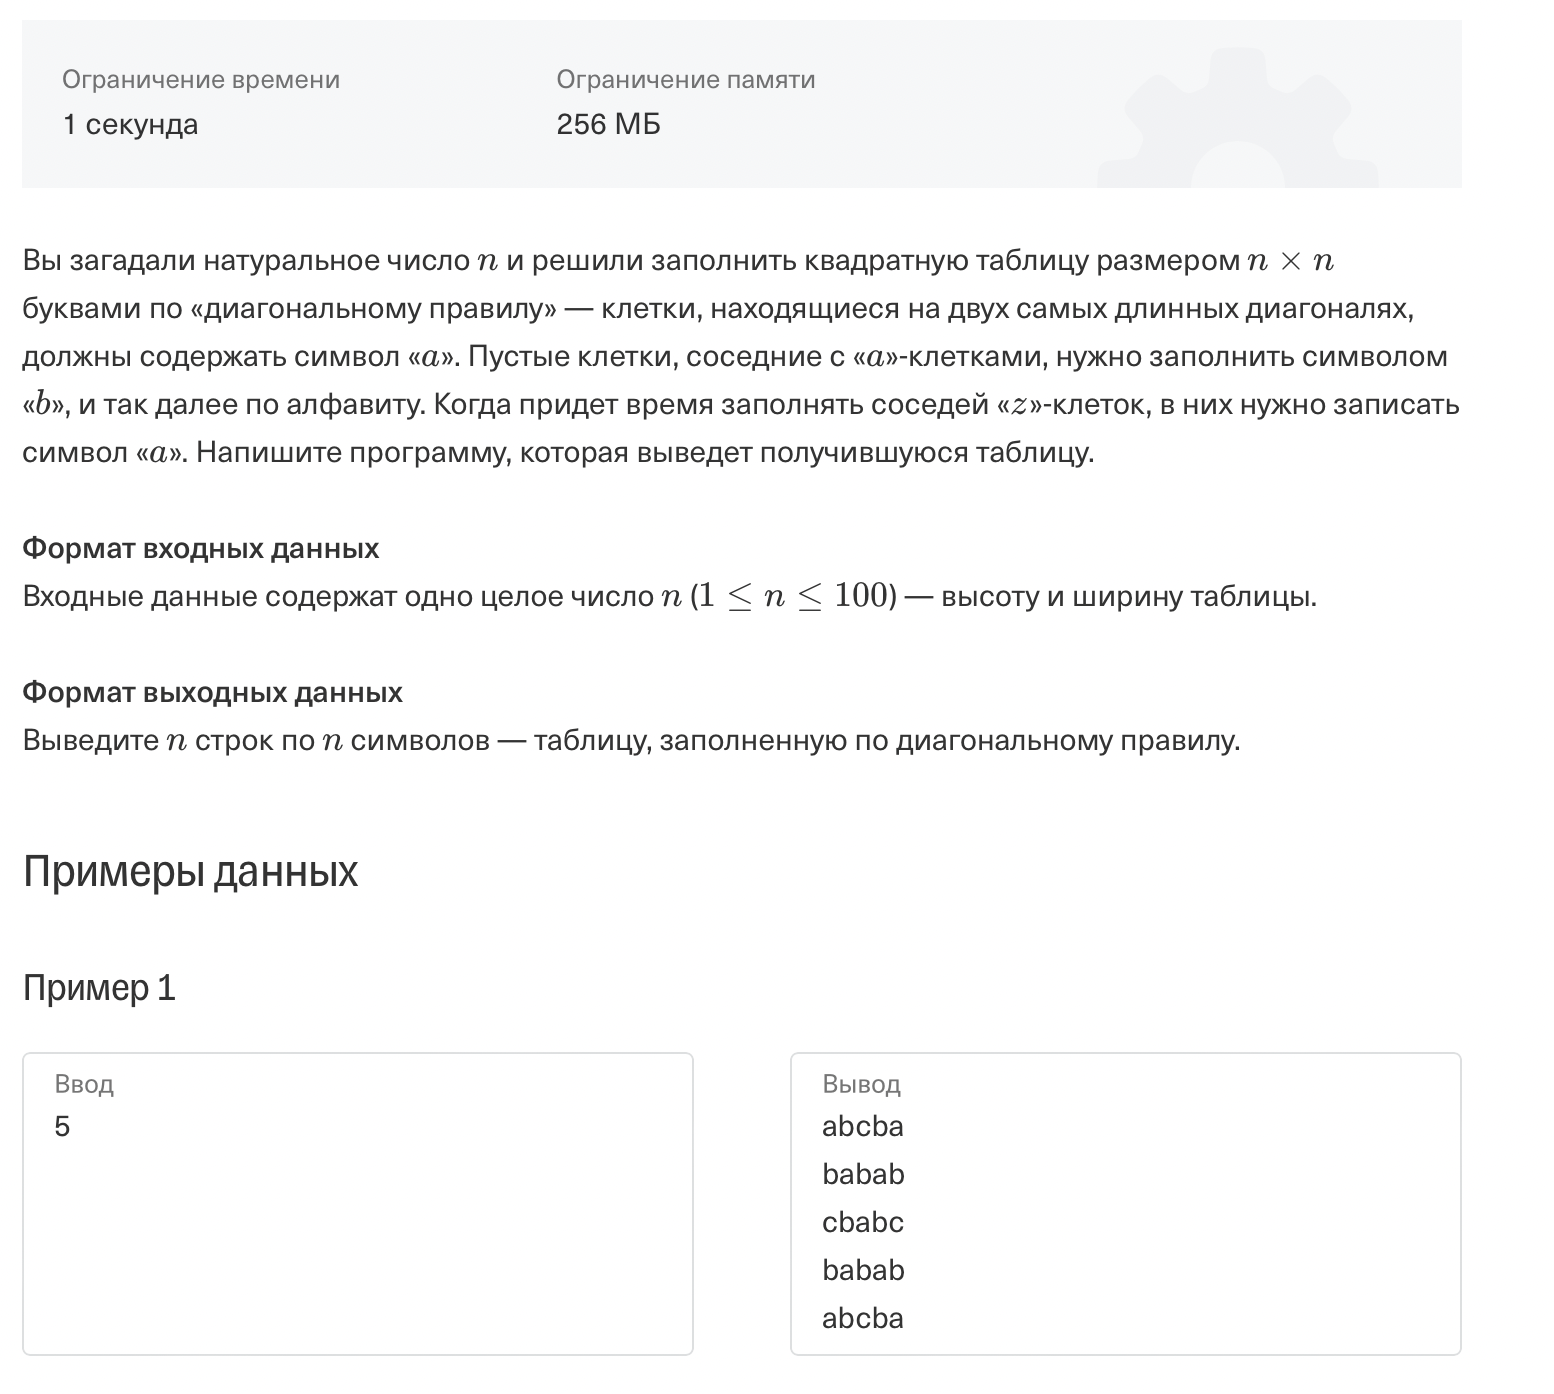 Ограничение времени
Ограничение памяти
1 секунда
256 МБ
Вы загадали натуральное число n и решили заполнить квадратную таблицу размером n × n
буквами по «диагональному правилу» — клетки, находящиеся на двух самых длинных диагоналях,
должны содержать символ «a». Пустые клетки, соседние с «a»-клетками, нужно заполнить символом
«b», и так далее по алфавиту. Когда придет время заполнять соседей «z»-клеток, в них нужно записать
символ «a». Напишите программу, которая выведет получившуюся таблицу.
Формат входных данных
Входные данные содержат одно целое число n (1 ≤ n ≤ 100) — высоту и ширину таблицы.
Формат выходных данных
Выведите n строк по n символов — таблицу, заполненную по диагональному правилу.
Примеры данных
Пример 1
Ввод
5
Вывод
abcba
babab
cbabc
babab
abcba